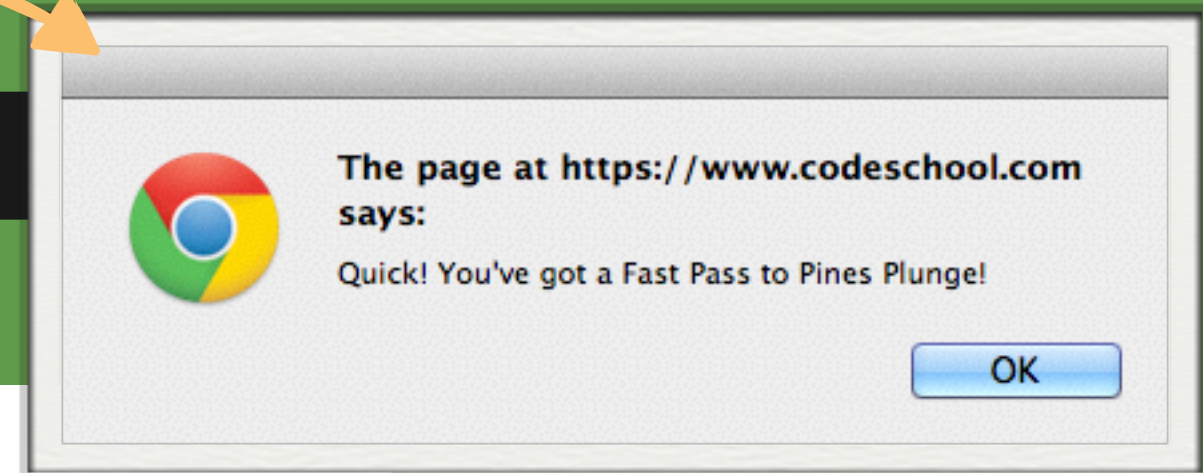 The page at https://www.codeschool.com
says:
Quick! You've got a Fast Pass to Pines Plunge!
OK